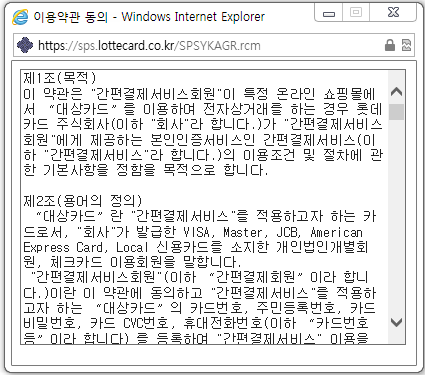 이용약관 동의 - Windows Internet Explorer
https://sps.lottecard.co.kr/SPSYKAGR.rcm
제1조(목적)
이 약관은 "간편결제서비스회원"이 특정 온라인 쇼핑몰에
서 “대상카드”를 이용하여 전자상거래를 하는 경우 롯데
카드 주식회사(이하 "회사"라 합니다.)가 "간편결제서비스
회원"에게 제공하는 본인인증서비스인 간편결제서비스(이
하 "간편결제서비스"라 합니다.)의 이용조건 및 절차에 관
한 기본사항을 정함을 목적으로 합니다.
제2조(용어의 정의)
“대상카드”란 "간편결제서비스"를 적용하고자 하는 카
드로서, "회사"가 발급한 VISA, Master, JCB, American
Express Card, Local 신용카드를 소지한 개인법인개별회
원, 체크카드 이용회원을 말합니다.
"간편결제서비스회원"(이하 “간편결제회원”이라 합니
다.)이란 이 약관에 동의하고 "간편결제서비스"를 적용하
고자 하는 “대상카드”의 카드번호, 주민등록번호, 카드
비밀번호, 카드 CVC번호, 휴대전화번호(이하 “카드번호
등”이라 합니다) 를 등록하여 "간편결제서비스" 이용을